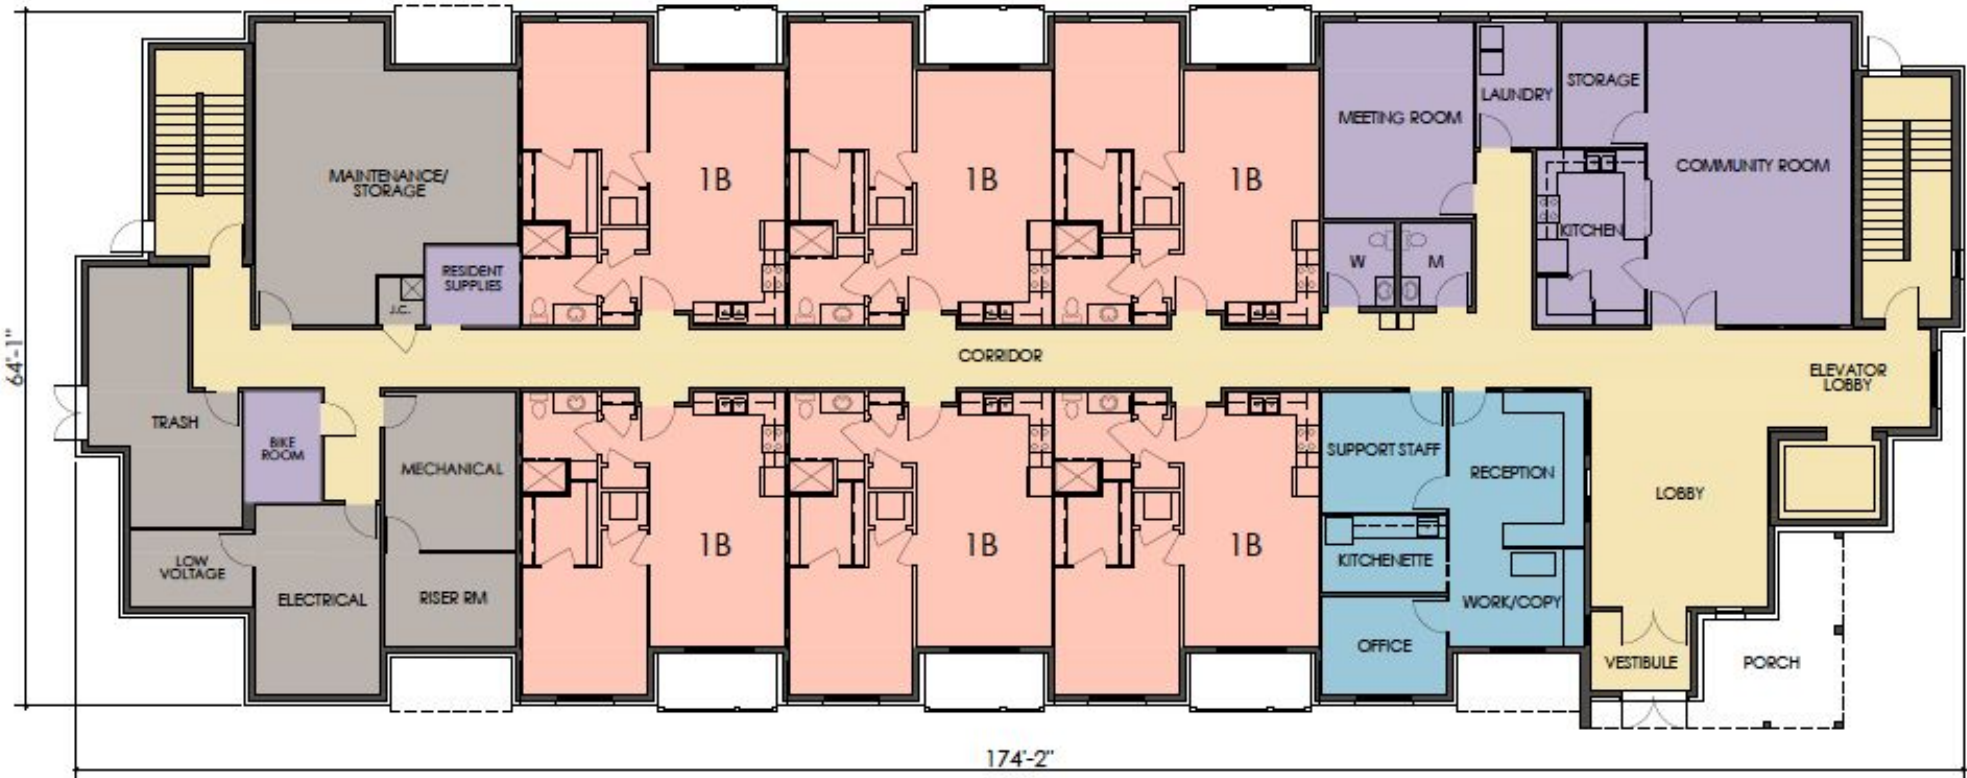 MAINTENANCE/
STORAGE
1B
1B
1B
MEETING ROOM
LAUNDRY
STORAGE
COMMUNITY ROOM
KITCHEN
W
M
RESIDENT
SUPPLIES
J.C.
CORRIDOR
ELEVATOR
LOBBY
64'-1"
TRASH
BIKE
ROOM
MECHANICAL
LOW
VOLTAGE
ELECTRICAL
RISER RM
1B
1B
1B
SUPPORT STAFF
RECEPTION
KITCHENETTE
WORK/COPY
OFFICE
LOBBY
VESTIBULE
PORCH
174'-2"